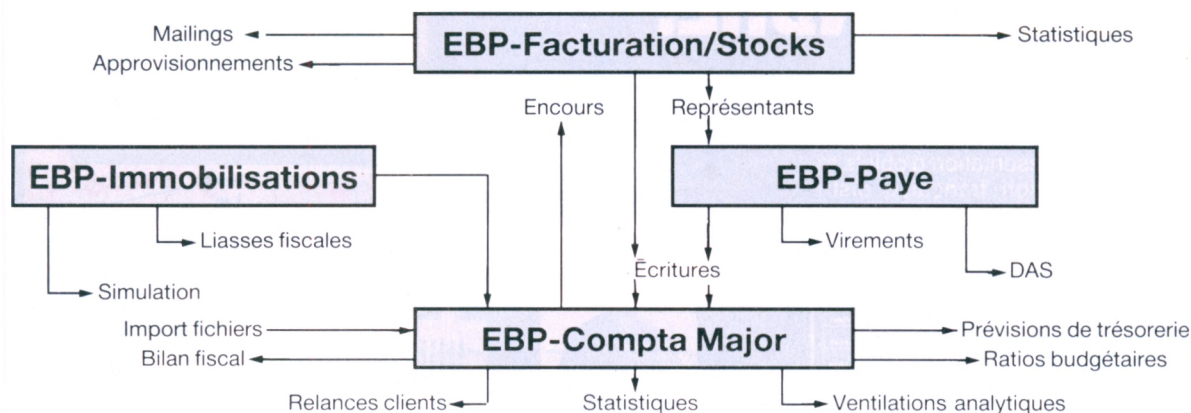 Mailings
EBP-Facturation/Stocks
Statistiques
Approvisionnements
Encours
Représentants
EBP-Immobilisations
EBP-Paye
Liasses fiscales
Virements
Écritures
DAS
Simulation
Import fichiers
EBP-Compta Major
Prévisions de trésorerie
Bilan fiscal
Ratios budgétaires
Relances clients
Statistiques
Ventilations analytiques